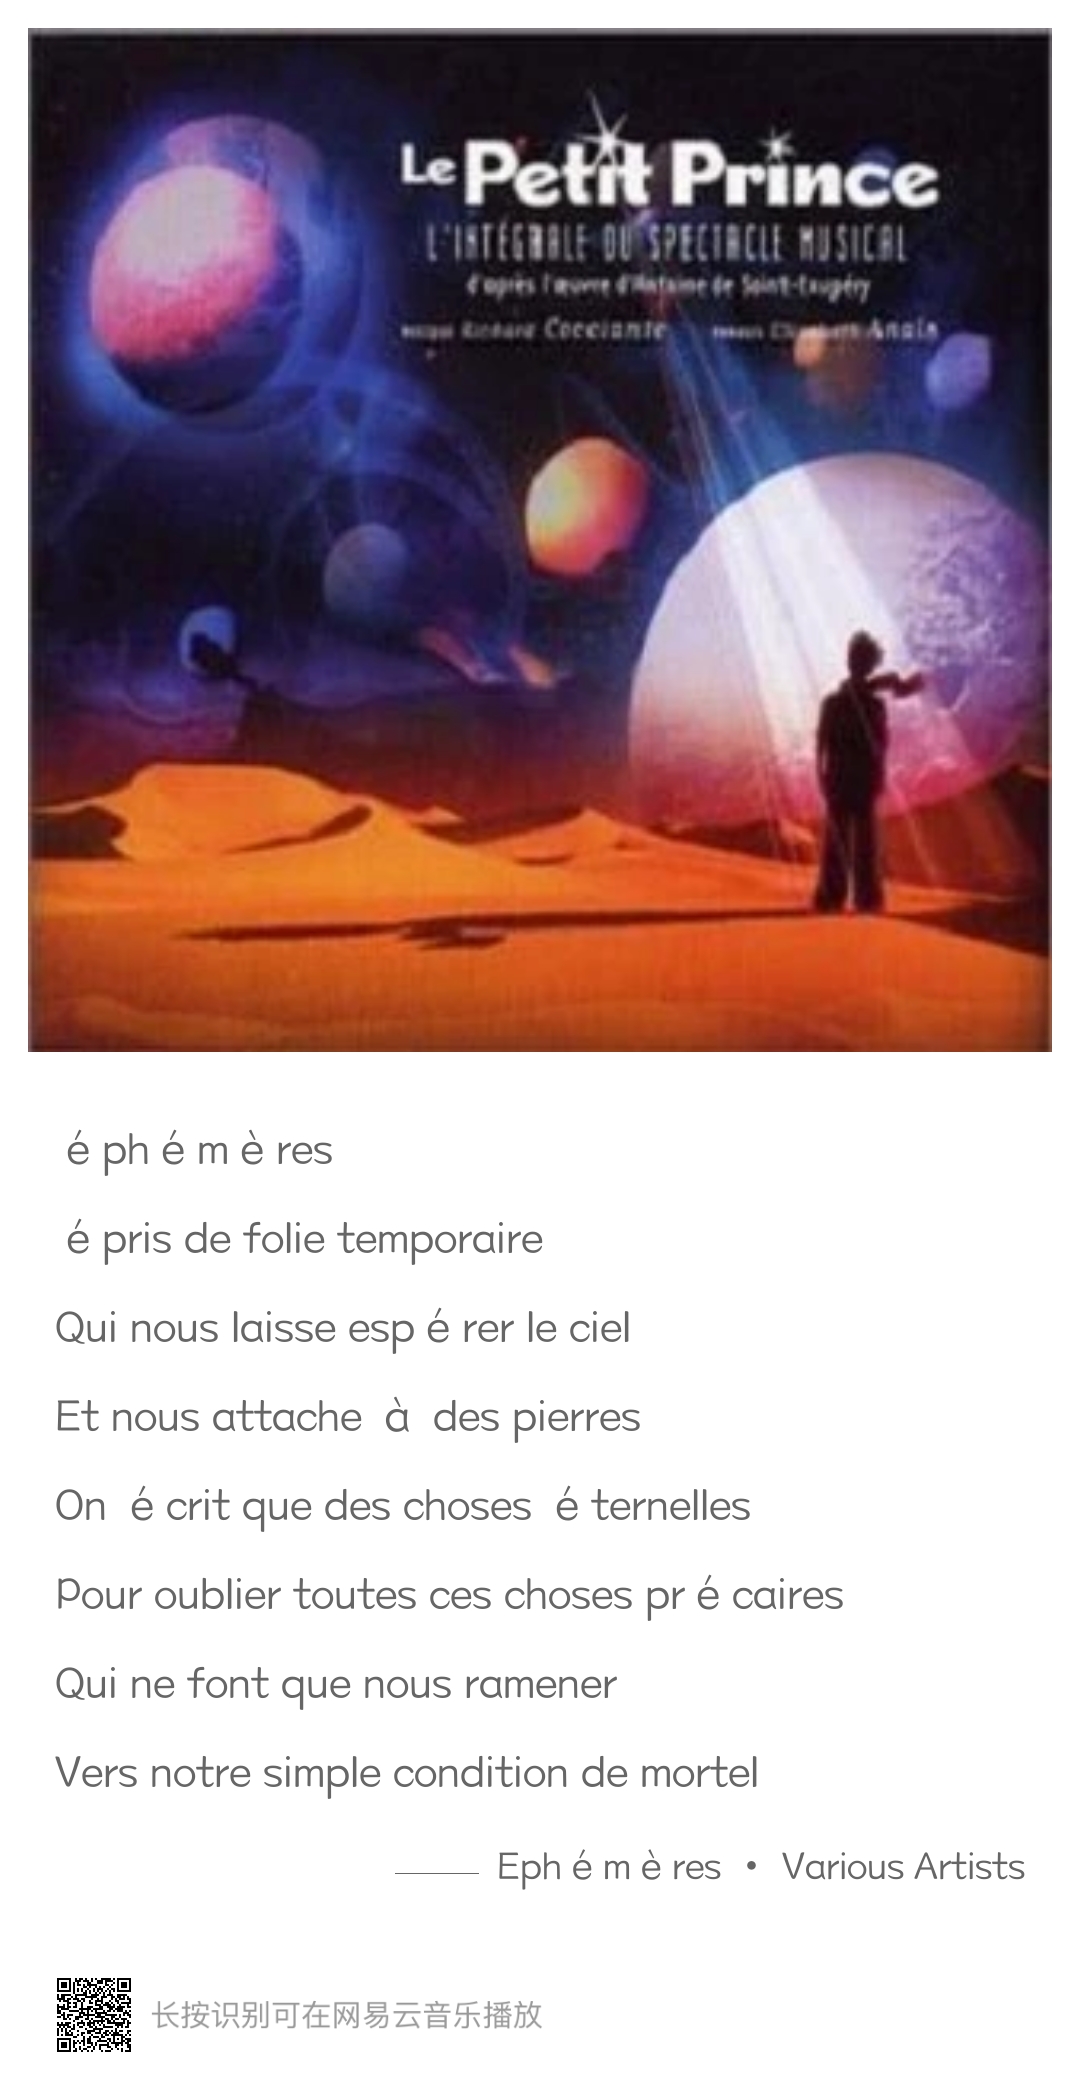 Le Petit Prince
L'INTÉGRALE DU SPECTACLE MUSICAL
d'après l'œuvre d'Antoine de Saint-Exupéry
Richard Cocciante Elizabeth Anaïs
é ph é m è res
é pris de folie temporaire
Qui nous laisse esp é rer le ciel
Et nous attache à des pierres
On é crit que des choses é ternelles
Pour oublier toutes ces choses pr é caires
Qui ne font que nous ramener
Vers notre simple condition de mortel
Eph é m è res • Various Artists
长按识别可在网易云音乐播放